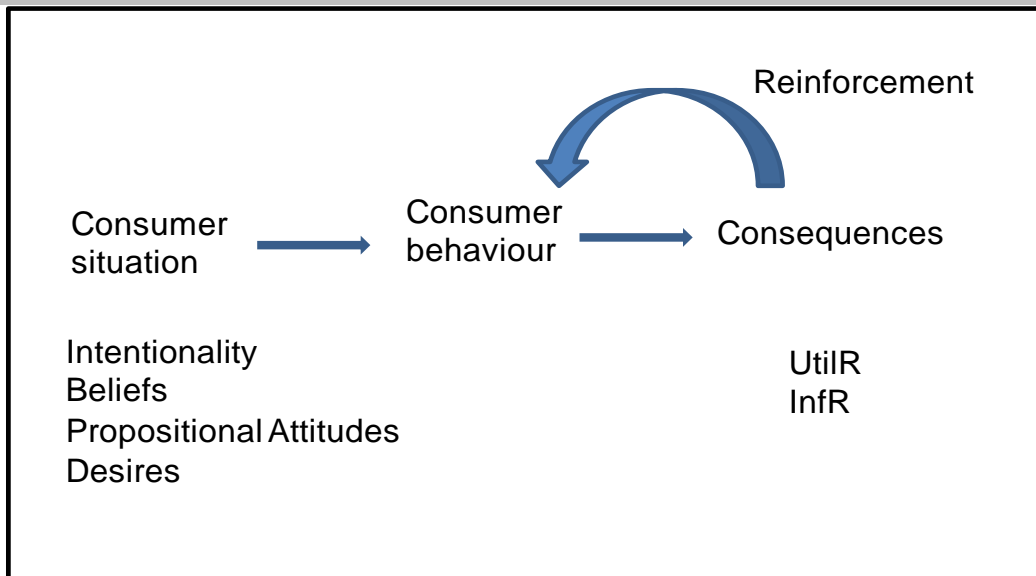 Reinforcement
Consumer
situation
Consumer
behaviour
Consequences
Intentionality
Beliefs
Propositional Attitudes
Desires
UtilR
InfR